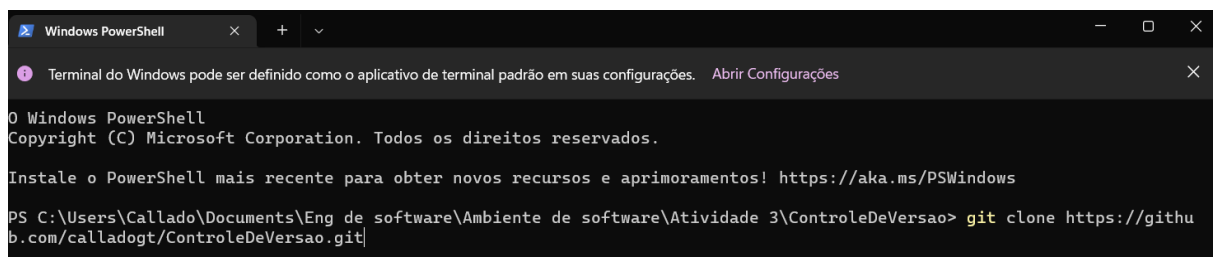 Windows PowerShell
Terminal do Windows pode ser definido como o aplicativo de terminal padrão em suas configurações. Abrir Configurações
O Windows PowerShell
Copyright (C) Microsoft Corporation. Todos os direitos reservados.
Instale o PowerShell mais recente para obter novos recursos e aprimoramentos! https://aka.ms/PSWindows
PS C:\Users\Callado\Documents\Eng de software\Ambiente de software\Atividade 3\ControleDeVersao> git clone https://githu
b.com/calladogt/ControleDeVersao.git